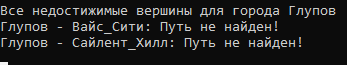 Все недостижимые вершины для города Глупов
Глупов - Вайс_Сити: Путь не найден!
Глупов - Сайлент_Хилл: Путь не найден!